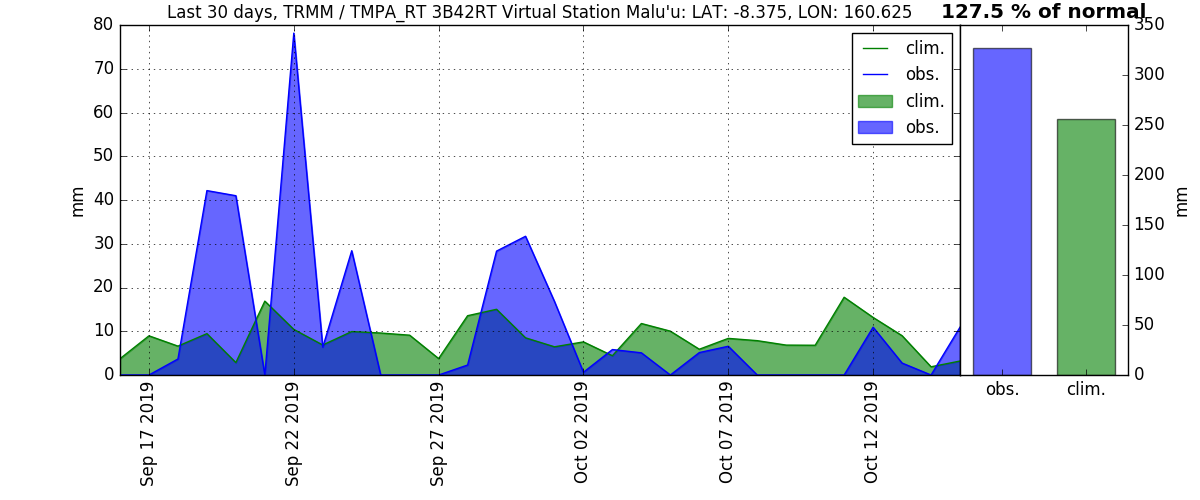 Last 30 days, TRMM / TMPA_RT 3B42RT Virtual Station Malu'u: LAT: -8.375, LON: 160.625
127.5 % of normal
80
70
60
50
40
30
20
10
0
mm
clim.
obs.
clim.
obs.
350
300
250
200
150
100
50
0
mm
Sep 17 2019
Sep 22 2019
Sep 27 2019
Oct 02 2019
Oct 07 2019
Oct 12 2019
obs.
clim.